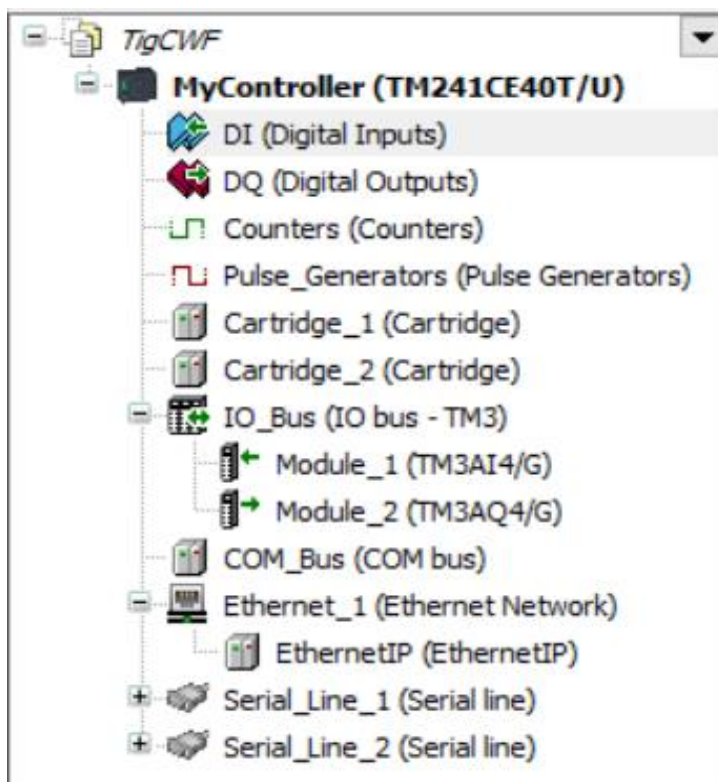 TigCWF
MyController (TM241CE40T/U)
DI (Digital Inputs)
DQ (Digital Outputs)
Counters (Counters)
Pulse_Generators (Pulse Generators)
Cartridge_1 (Cartridge)
Cartridge_2 (Cartridge)
IO_Bus (IO bus - TM3)
Module_1 (TM3AI4/G)
Module_2 (TM3AQ4/G)
COM_Bus (COM bus)
Ethernet_1 (Ethernet Network)
EthernetIP (EthernetIP)
Serial_Line_1 (Serial line)
Serial_Line_2 (Serial line)